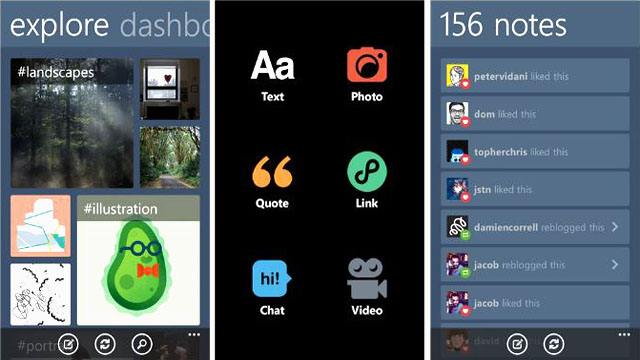 explore dashbo
#landscapes
#illustration
#portr
Aa
Text
Photo
Quote
Link
hi!
Chat
Video
156 notes
petervidani liked this
dom liked this
topherchris liked this
jstn liked this
damiencorrell reblogged this
jacob reblogged this
jacob liked this
david